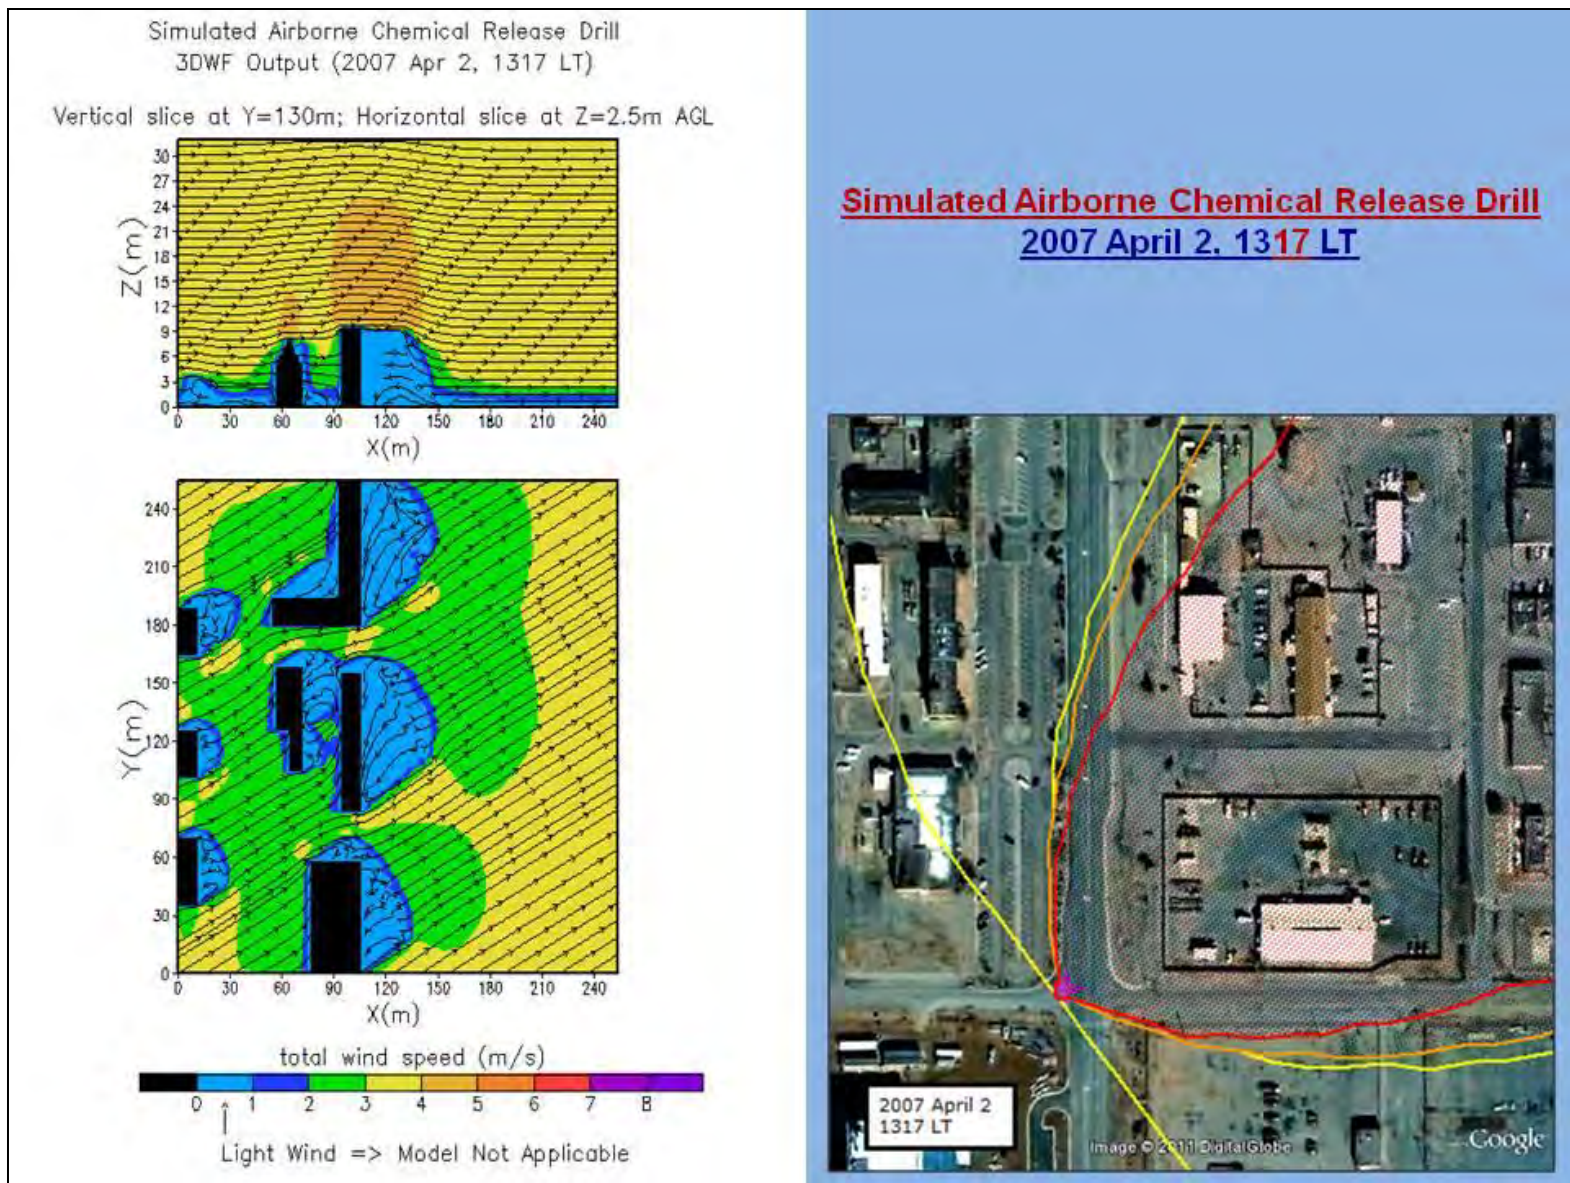 Simulated Airborne Chemical Release Drill
3DWF Output (2007 Apr 2, 1317 LT)
Vertical slice at Y=130m; Horizontal slice at Z=2.5m AGL
Z(m)
30
27
24
21
18
15
12
9
6
3
0
0 30 60 90 120 150 180 210 240
X(m)
Y(m)
240
210
180
150
120
90
60
30
0
0 30 60 90 120 150 180 210 240
X(m)
total wind speed (m/s)
0 1 2 3 4 5 6 7 8
Light Wind => Model Not Applicable
Simulated Airborne Chemical Release Drill
2007 April 2, 1317 LT
2007 April 2
1317 LT
Image © 2011 DigitalGlobe
Google